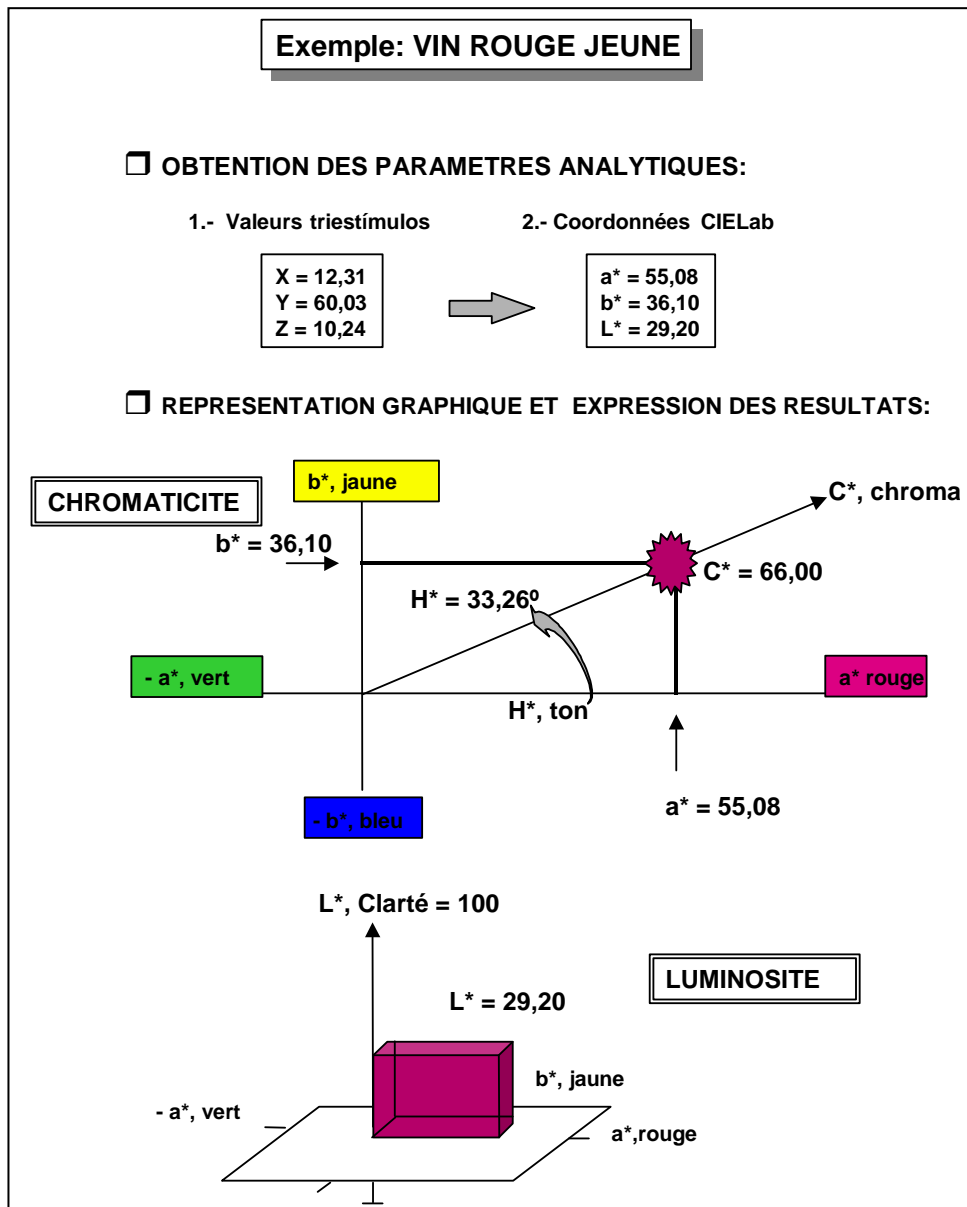 Exemple: VIN ROUGE JEUNE
❒ OBTENTION DES PARAMETRES ANALYTIQUES:
1.- Valeurs triestímulos
2.- Coordonnées CIELab
X = 12,31
Y = 60,03
Z = 10,24
a* = 55,08
b* = 36,10
L* = 29,20
❒ REPRESENTATION GRAPHIQUE ET EXPRESSION DES RESULTATS:
CHROMATICITE
b*, jaune
C*, chroma
b* = 36,10
C* = 66,00
H* = 33,26º
- a*, vert
a* rouge
H*, ton
- b*, bleu
a* = 55,08
L*, Clarté = 100
LUMINOSITE
L* = 29,20
b*, jaune
- a*, vert
a*,rouge